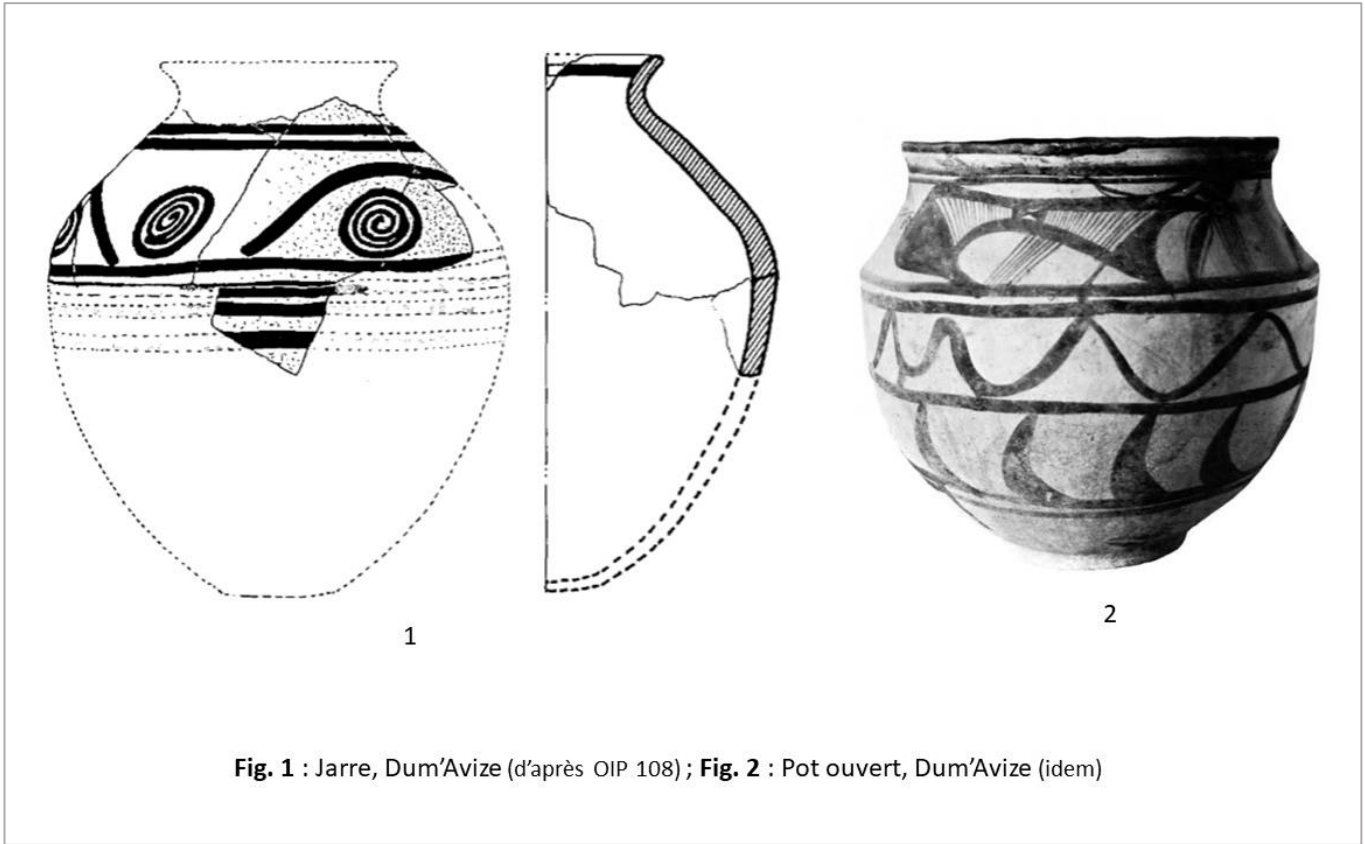 1
2
Fig. 1 : Jarre, Dum’Avize (d’après OIP 108) ; Fig. 2 : Pot ouvert, Dum’Avize (idem)